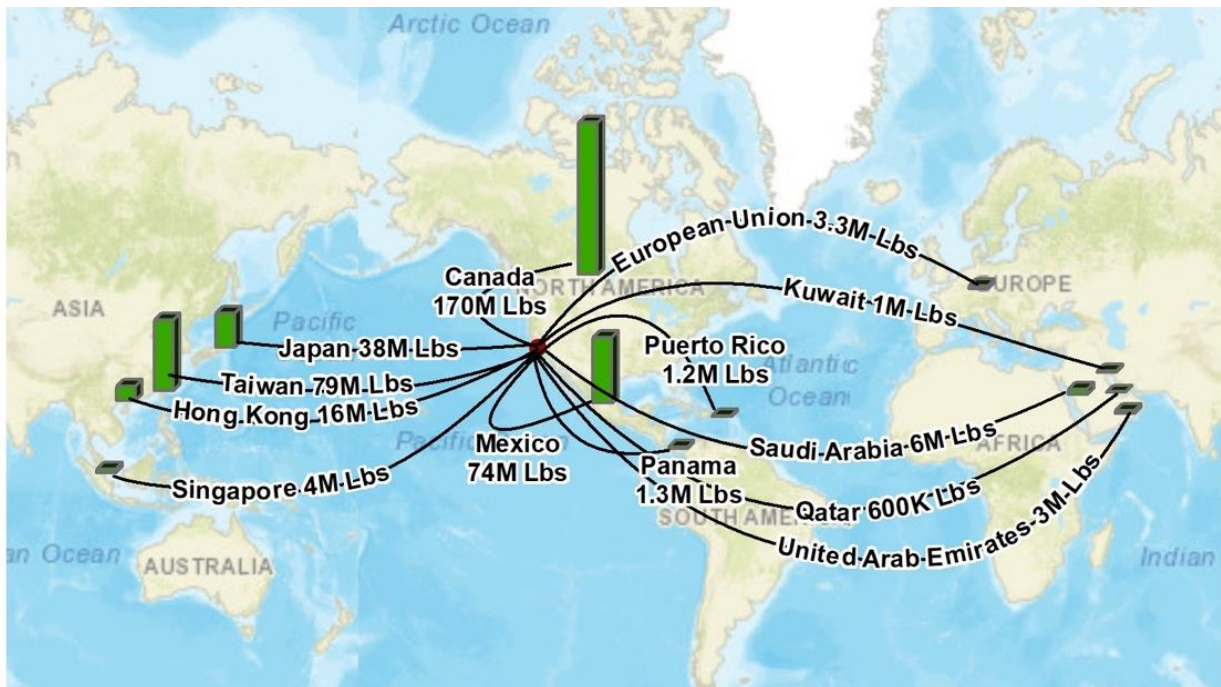 Arctic Ocean
European Union 3.3M Lbs
Canada
170M Lbs
NORTH AMERICA
EUROPE
Kuwait 1M Lbs
ASIA
Pacific
Japan 38M Lbs
Puerto Rico
1.2M Lbs
Atlantic
Ocean
Taiwan 79M Lbs
Hong Kong 16M Lbs
Mexico
74M Lbs
Saudi Arabia 6M Lbs
AFRICA
Panama
1.3M Lbs
Singapore 4M Lbs
Qatar 600K Lbs
SOUTH AMERICA
United Arab Emirates 3M Lbs
an Ocean
AUSTRALIA
Indian